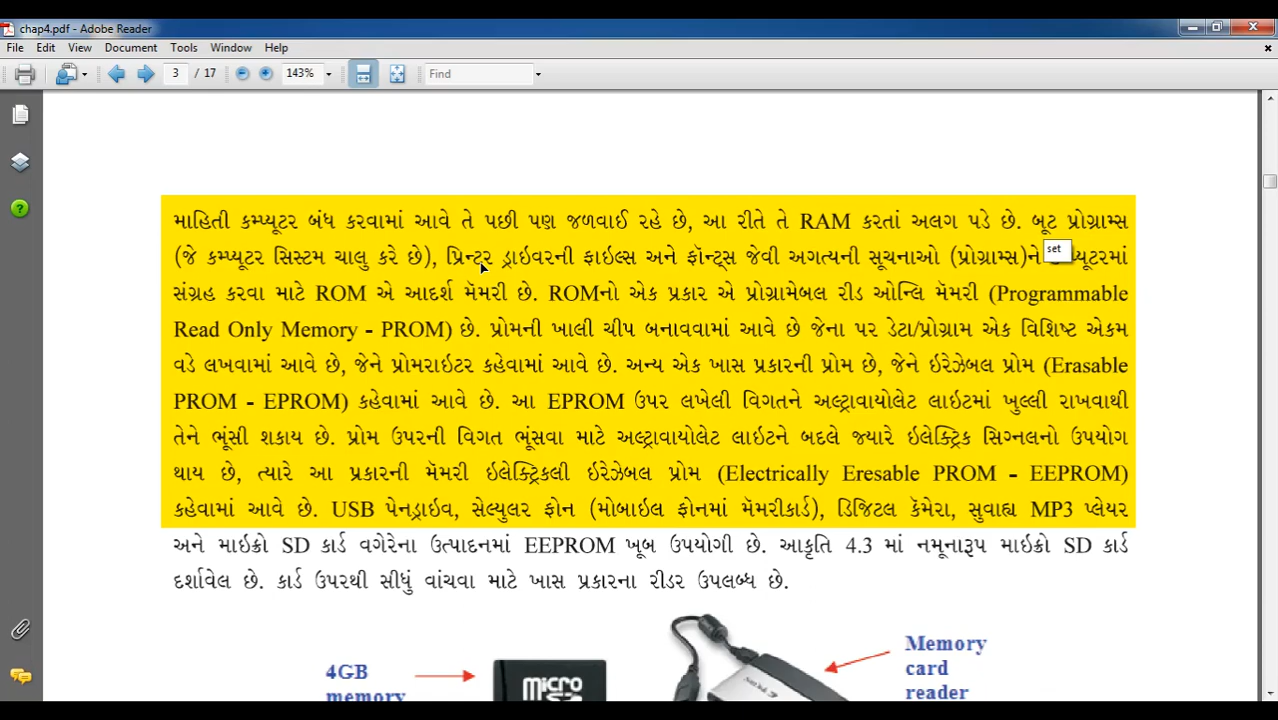 chap4.pdf - Adobe Reader
File Edit View Document Tools Window Help
3 / 17 143% Find
માહિતી કમ્પ્યૂટર બંધ કરવામાં આવે તે પછી પણ જળવાઈ રહે છે, આ રીતે તે RAM કરતાં અલગ પડે છે. બૂટ પ્રોગ્રામ્સ
(જે કમ્પ્યૂટર સિસ્ટમ ચાલુ કરે છે), પ્રિન્ટર ડ્રાઇવરની ફાઇલ્સ અને ફૉન્ટ્સ જેવી અગત્યની સૂચનાઓ (પ્રોગ્રામ્સ)ને
set
સંગ્રહ કરવા માટે ROM એ આદર્શ મૅમરી છે. ROMનો એક પ્રકાર એ પ્રોગ્રામેબલ રીડ ઓન્લિ મૅમરી (Programmable
Read Only Memory - PROM) છે. પ્રોમની ખાલી ચીપ બનાવવામાં આવે છે જેના પર ડેટા/પ્રોગ્રામ એક વિશિષ્ટ એકમ
વડે લખવામાં આવે છે, જેને પ્રોમરાઇટર કહેવામાં આવે છે. અન્ય એક ખાસ પ્રકારની પ્રોમ છે, જેને ઇરેઝેબલ પ્રોમ (Erasable
PROM - EPROM) કહેવામાં આવે છે. આ EPROM ઉપર લખેલી વિગતને અલ્ટ્રાવાયોલેટ લાઇટમાં ખુલ્લી રાખવાથી
તેને ભૂંસી શકાય છે. પ્રોમ ઉપરની વિગત ભૂંસવા માટે અલ્ટ્રાવાયોલેટ લાઇટને બદલે જ્યારે ઇલેક્ટ્રિક સિગ્નલનો ઉપયોગ
થાય છે, ત્યારે આ પ્રકારની મૅમરી ઇલેક્ટ્રિકલી ઇરેઝેબલ પ્રોમ (Electrically Eresable PROM - EEPROM)
કહેવામાં આવે છે. USB પેનડ્રાઇવ, સેલ્યુલર ફોન (મોબાઇલ ફોનમાં મૅમરીકાર્ડ), ડિજિટલ કૅમેરા, સુવાહ્ય MP3 પ્લેયર
અને માઇક્રો SD કાર્ડ વગેરેના ઉત્પાદનમાં EEPROM ખૂબ ઉપયોગી છે. આકૃતિ 4.3 માં નમૂનારૂપ માઇક્રો SD કાર્ડ
દર્શાવેલ છે. કાર્ડ ઉપરથી સીધું વાંચવા માટે ખાસ પ્રકારના રીડર ઉપલબ્ધ છે.
4GB
memory
micro
SanDisk
Memory
card
reader